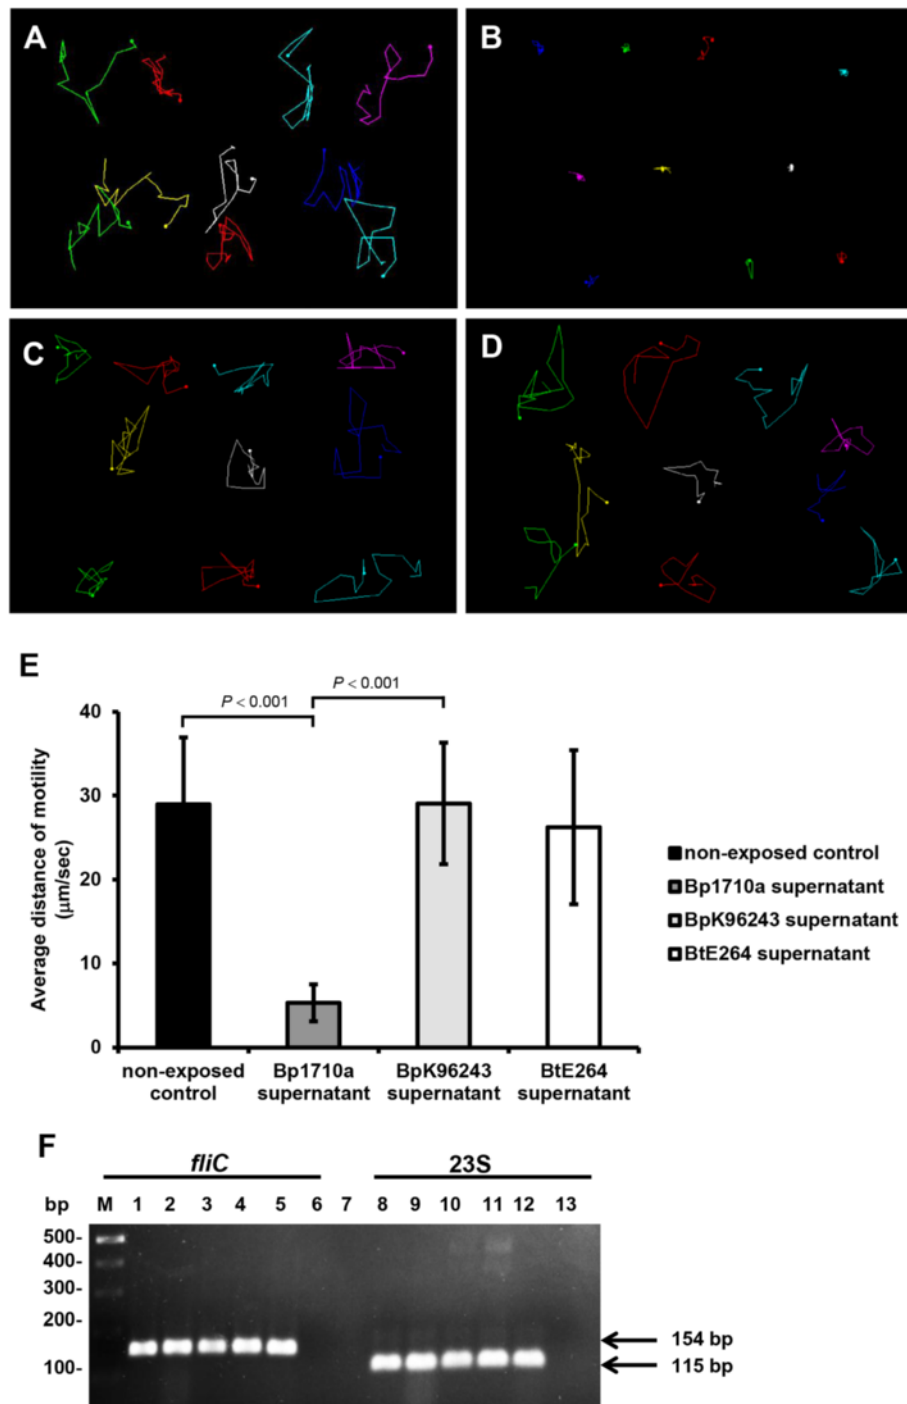 A
B
C
D
E
P < 0.001
P < 0.001
Average distance of motility
(µm/sec)
40
30
20
10
0
non-exposed
control
Bp1710a
supernatant
BpK96243
supernatant
BtE264
supernatant
non-exposed control
Bp1710a supernatant
BpK96243 supernatant
BtE264 supernatant
F
fliC
23S
bp M 1 2 3 4 5 6 7 8 9 10 11 12 13
500-
400-
300-
200-
100-
154 bp
115 bp